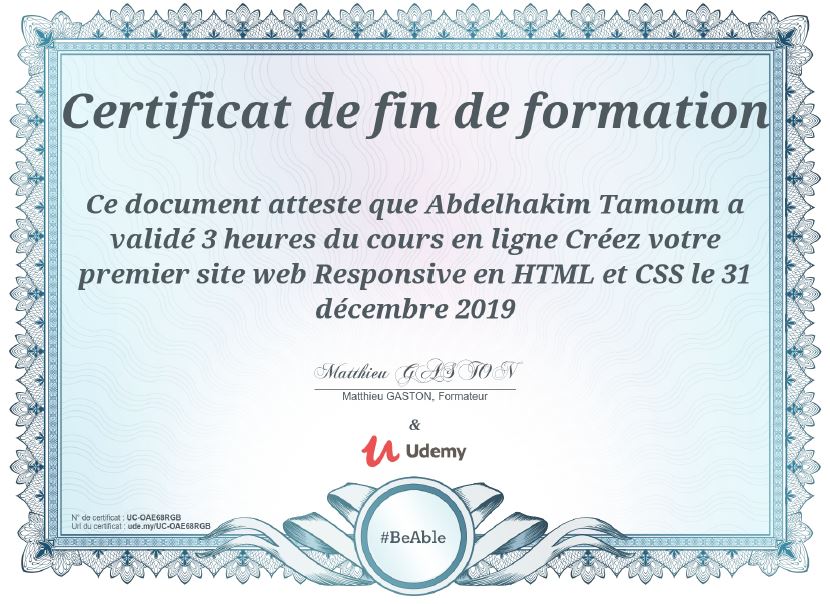 Certificat de fin de formation
Ce document atteste que Abdelhakim Tamoum a
validé 3 heures du cours en ligne Créez votre
premier site web Responsive en HTML et CSS le 31
décembre 2019
Matthieu GASTON
Matthieu GASTON, Formateur
&
Udemy
N° de certificat : UC-OAE68RGB
Url du certificat : ude.my/UC-OAE68RGB
#BeAble